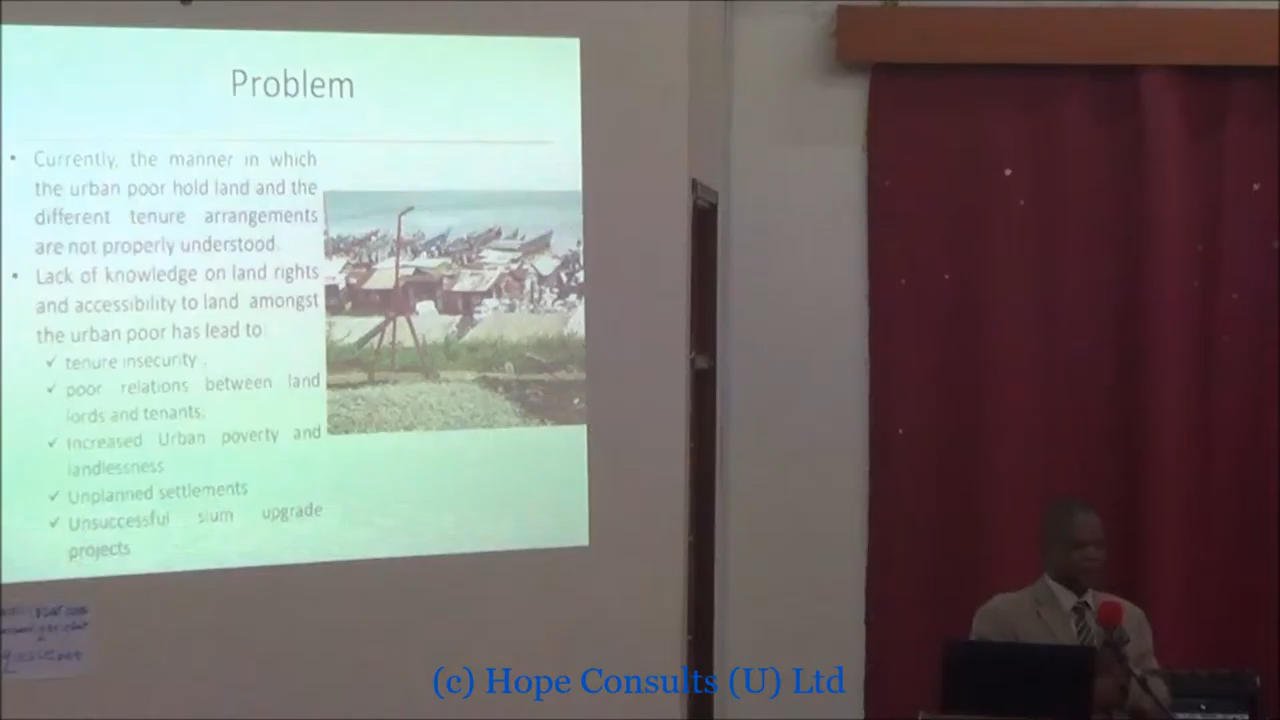 Problem
• Currently, the manner in which
the urban poor hold land and the
different tenure arrangements
are not properly understood.
• Lack of knowledge on land rights
and accessibility to land amongst
the urban poor has lead to
✓ tenure insecurity .
✓ poor relations between land
lords and tenants.
✓ Increased Urban poverty and
landlessness
✓ Unplanned settlements
✓ Unsuccessful slum upgrade
projects
(c) Hope Consults (U) Ltd